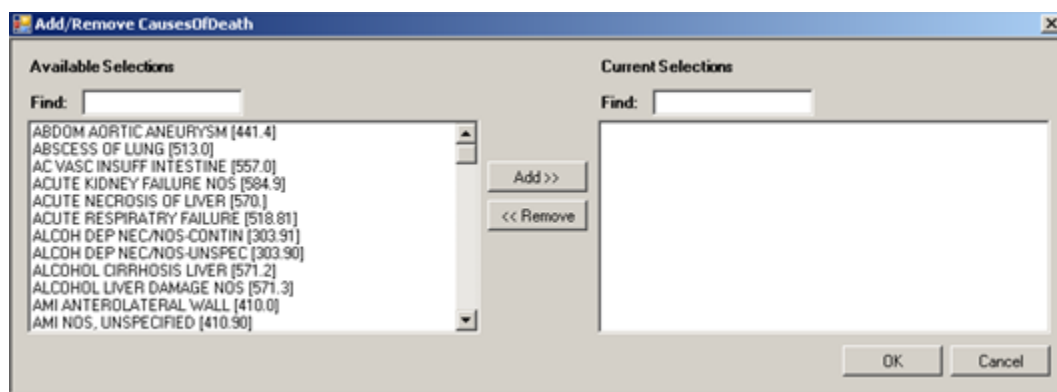 Add/Remove CausesOfDeath
Available Selections
Find:
ABDOM AORTIC ANEURYSM [441.4]
ABSCESS OF LUNG [513.0]
AC VASC INSUFF INTESTINE [557.0]
ACUTE KIDNEY FAILURE NOS [584.9]
ACUTE NECROSIS OF LIVER [570.]
ACUTE RESPIRATRY FAILURE [518.81]
ALCOH DEP NEC/NOS-CONTIN [303.91]
ALCOH DEP NEC/NOS-UNSPEC [303.90]
ALCOHOL CIRRHOSIS LIVER [571.2]
ALCOHOL LIVER DAMAGE NOS [571.3]
AMI ANTEROLATERAL WALL [410.0]
AMI NOS, UNSPECIFIED [410.90]
Add >>
<< Remove
Current Selections
Find:
OK
Cancel